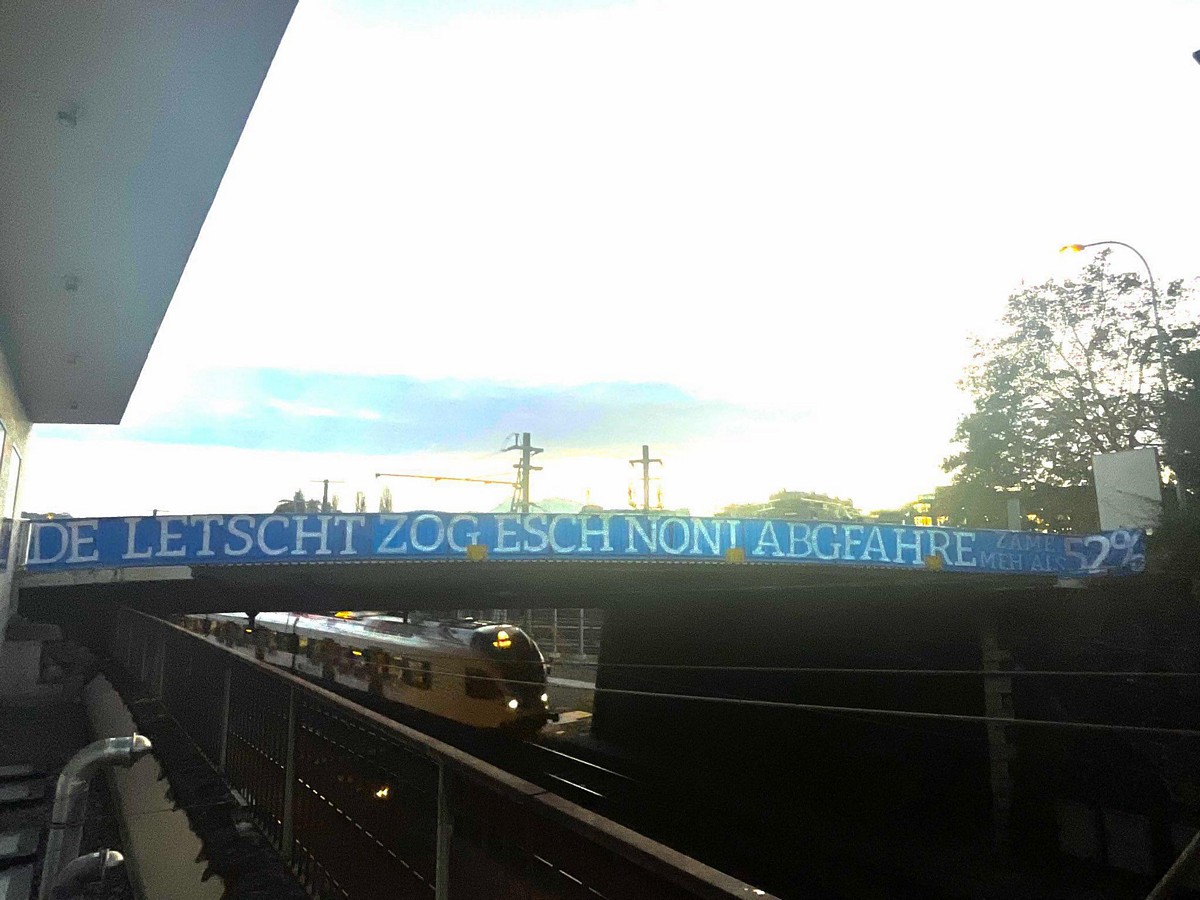 DE LETSCHT ZOG ESCH NONI ABGFAHRE
ZÄME
MEH ALS
52%